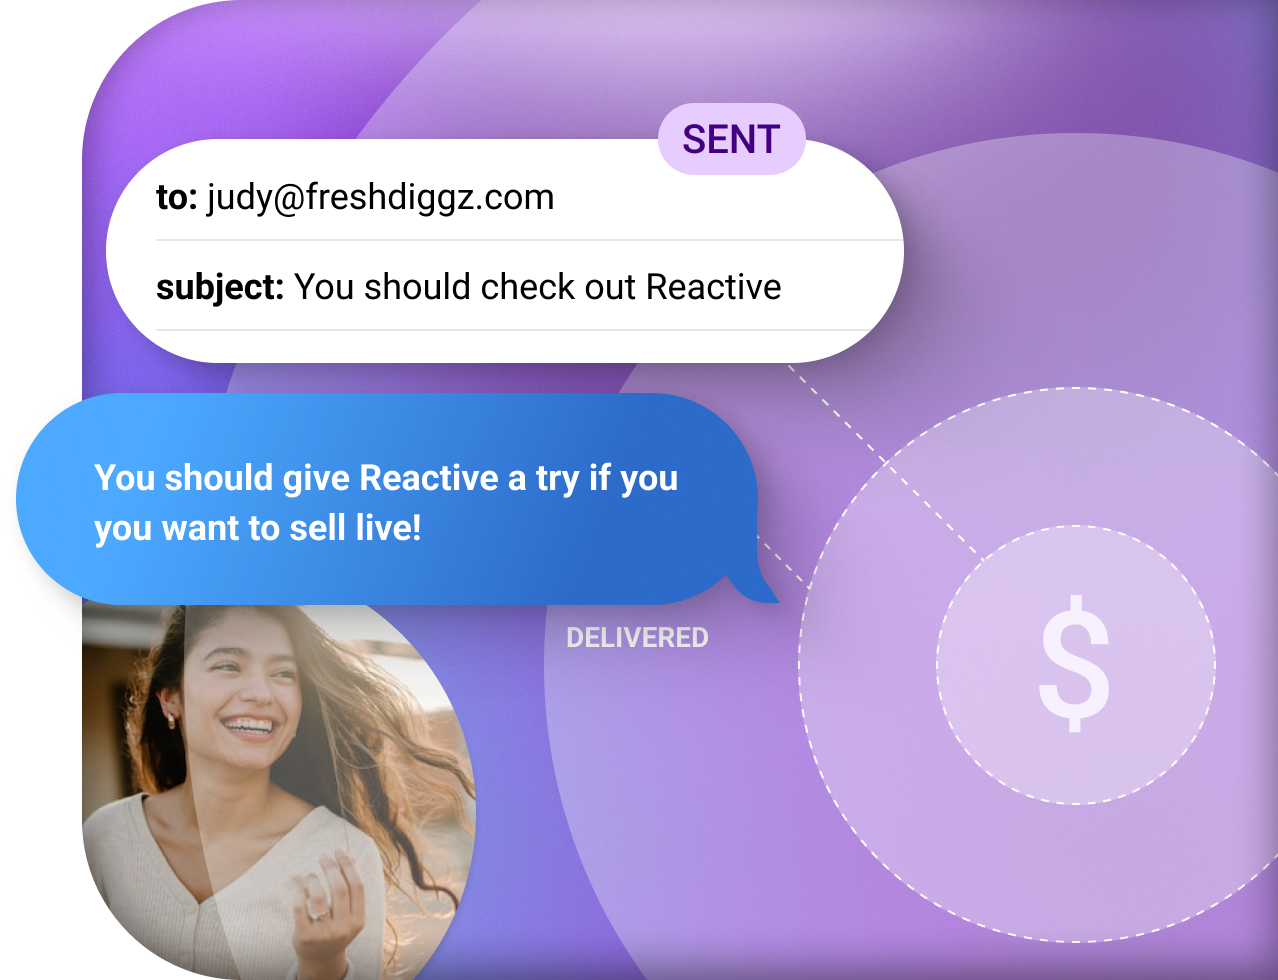 SENT
to: judy@freshdiggz.com
subject: You should check out Reactive
You should give Reactive a try if you
you want to sell live!
DELIVERED
$